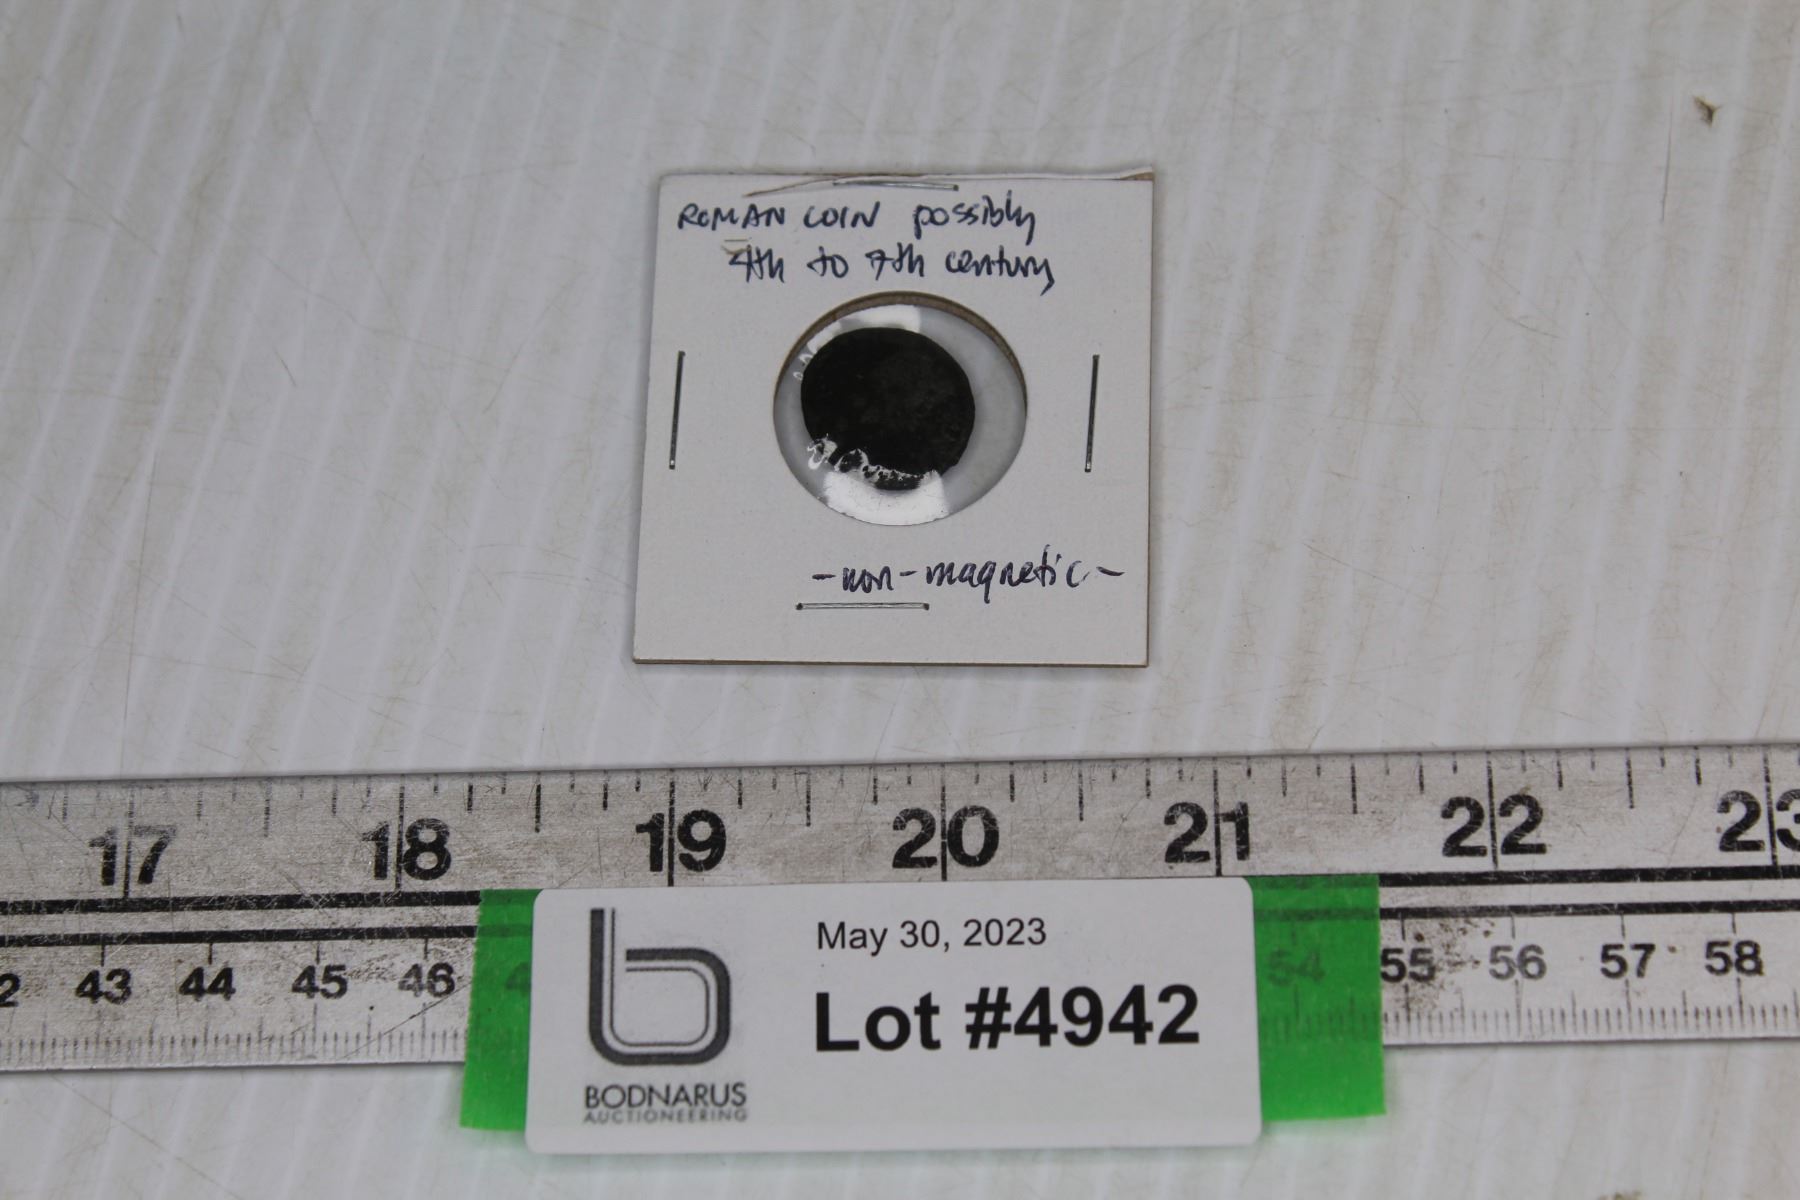 ROMAN COIN possibly
4th to 7th century
-non-magnetic-
17 18 19 20 21 22 23
43 44 45 46 54 55 56 57 58
May 30, 2023
Lot #4942
BODNARUS
AUCTIONEERING